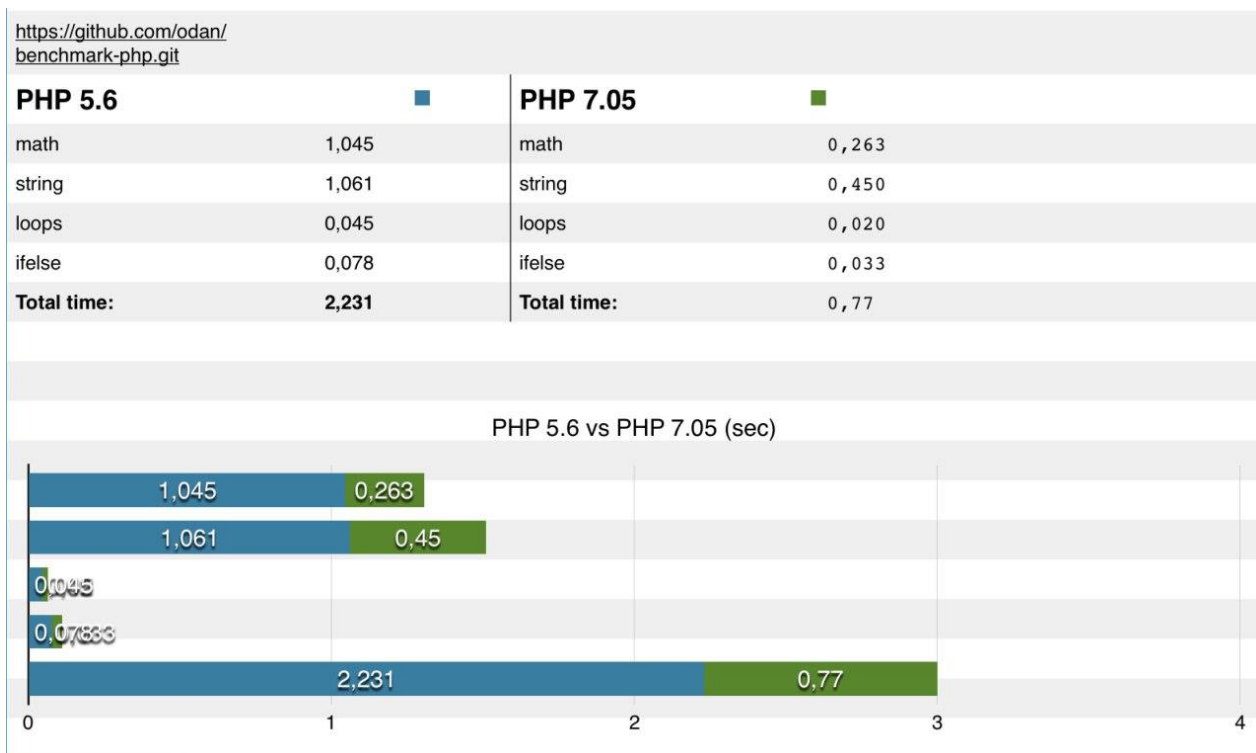 https://github.com/odan/
benchmark-php.git
PHP 5.6 PHP 7.05
math 1,045 math 0,263
string 1,061 string 0,450
loops 0,045 loops 0,020
ifelse 0,078 ifelse 0,033
Total time: 2,231 Total time: 0,77
PHP 5.6 vs PHP 7.05 (sec)
1,045 0,263
1,061 0,45
2,231 0,77
0 1 2 3 4